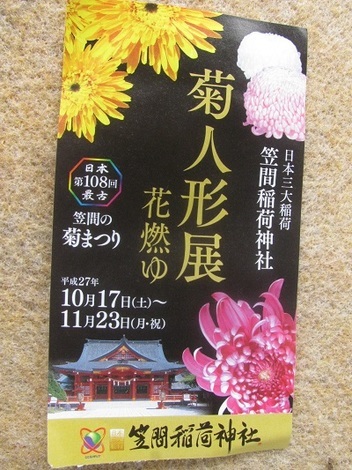 日本三大稲荷
笠間稲荷神社
菊人形展
花燃ゆ
日本
第108回
最古
笠間の
菊まつり
平成27年
10月17日(土)～
11月23日(月・祝)
笠間稲荷神社